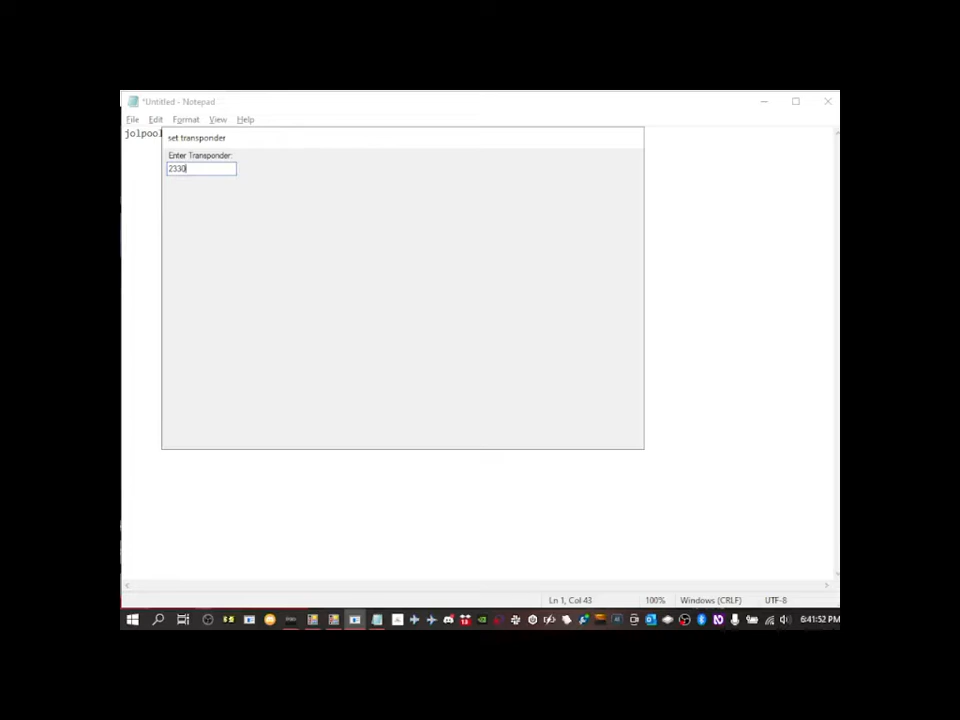 *Untitled - Notepad
File Edit Format View Help
jolpool
set transponder
Enter Transponder:
2330
Ln 1, Col 43 100% Windows (CRLF) UTF-8
6:41:52 PM